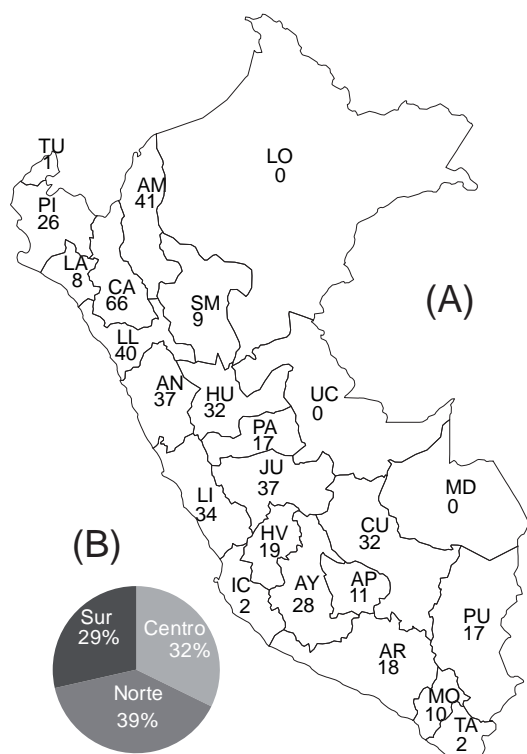 TU
1
LO
0
AM
41
PI
26
LA
8
CA
66
SM
9
(A)
LL
40
AN
37
HU
32
UC
0
PA
17
JU
37
MD
0
LI
34
CU
32
HV
19
(B)
IC
2
AY
28
AP
11
Sur
29%
Centro
32%
PU
17
AR
18
Norte
39%
MO
10
TA
2